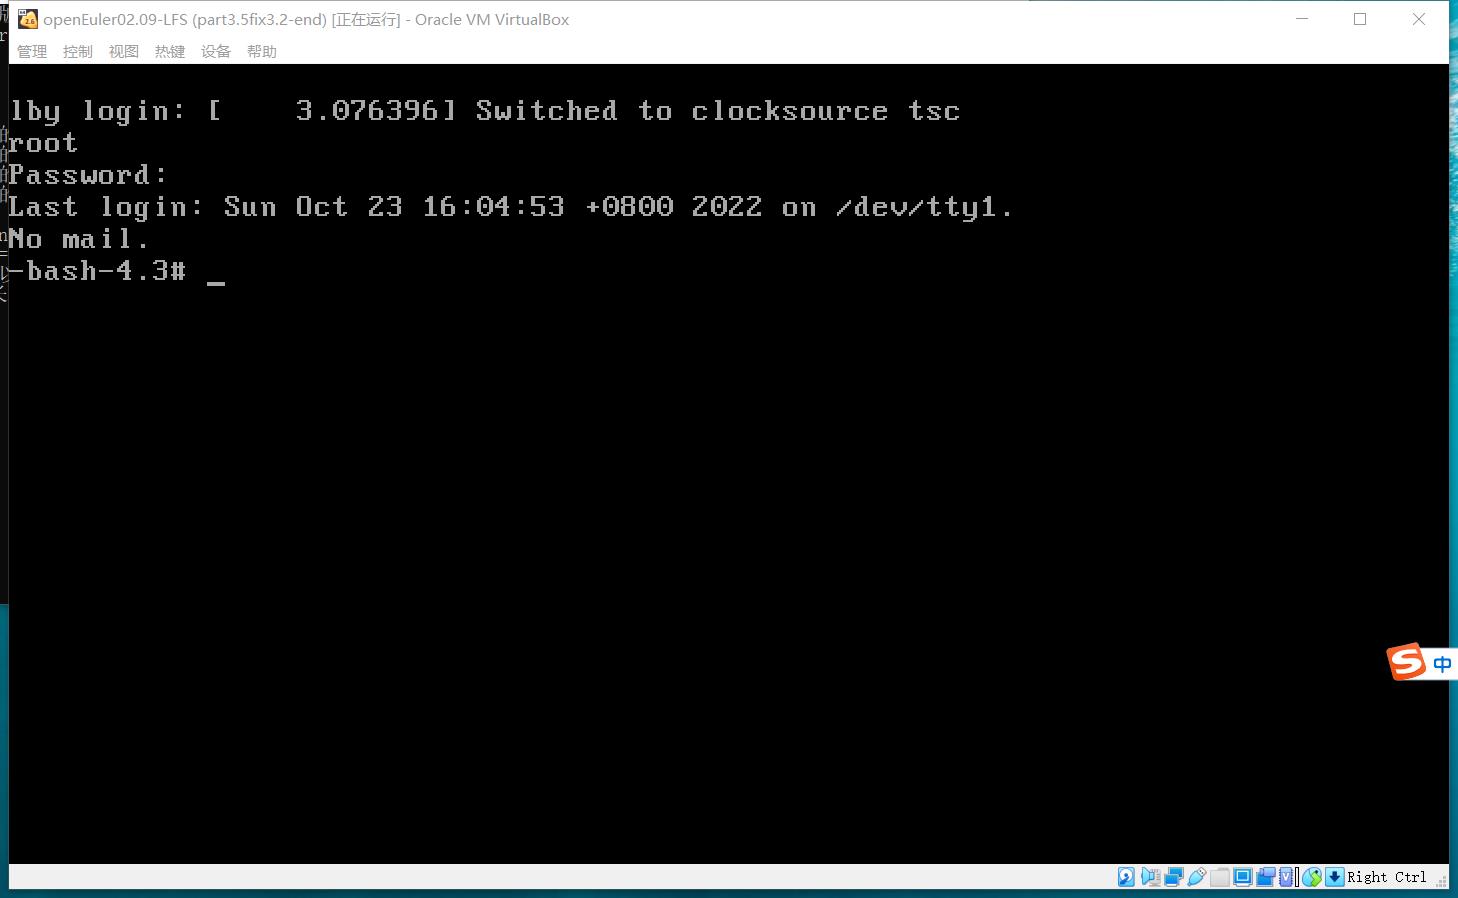 openEuler02.09-LFS (part3.5fix3.2-end) [正在运行] - Oracle VM VirtualBox
管理 控制 视图 热键 设备 帮助
lby login: [    3.076396] Switched to clocksource tsc
root
Password:
Last login: Sun Oct 23 16:04:53 +0800 2022 on /dev/tty1.
No mail.
-bash-4.3# _
中
Right Ctrl